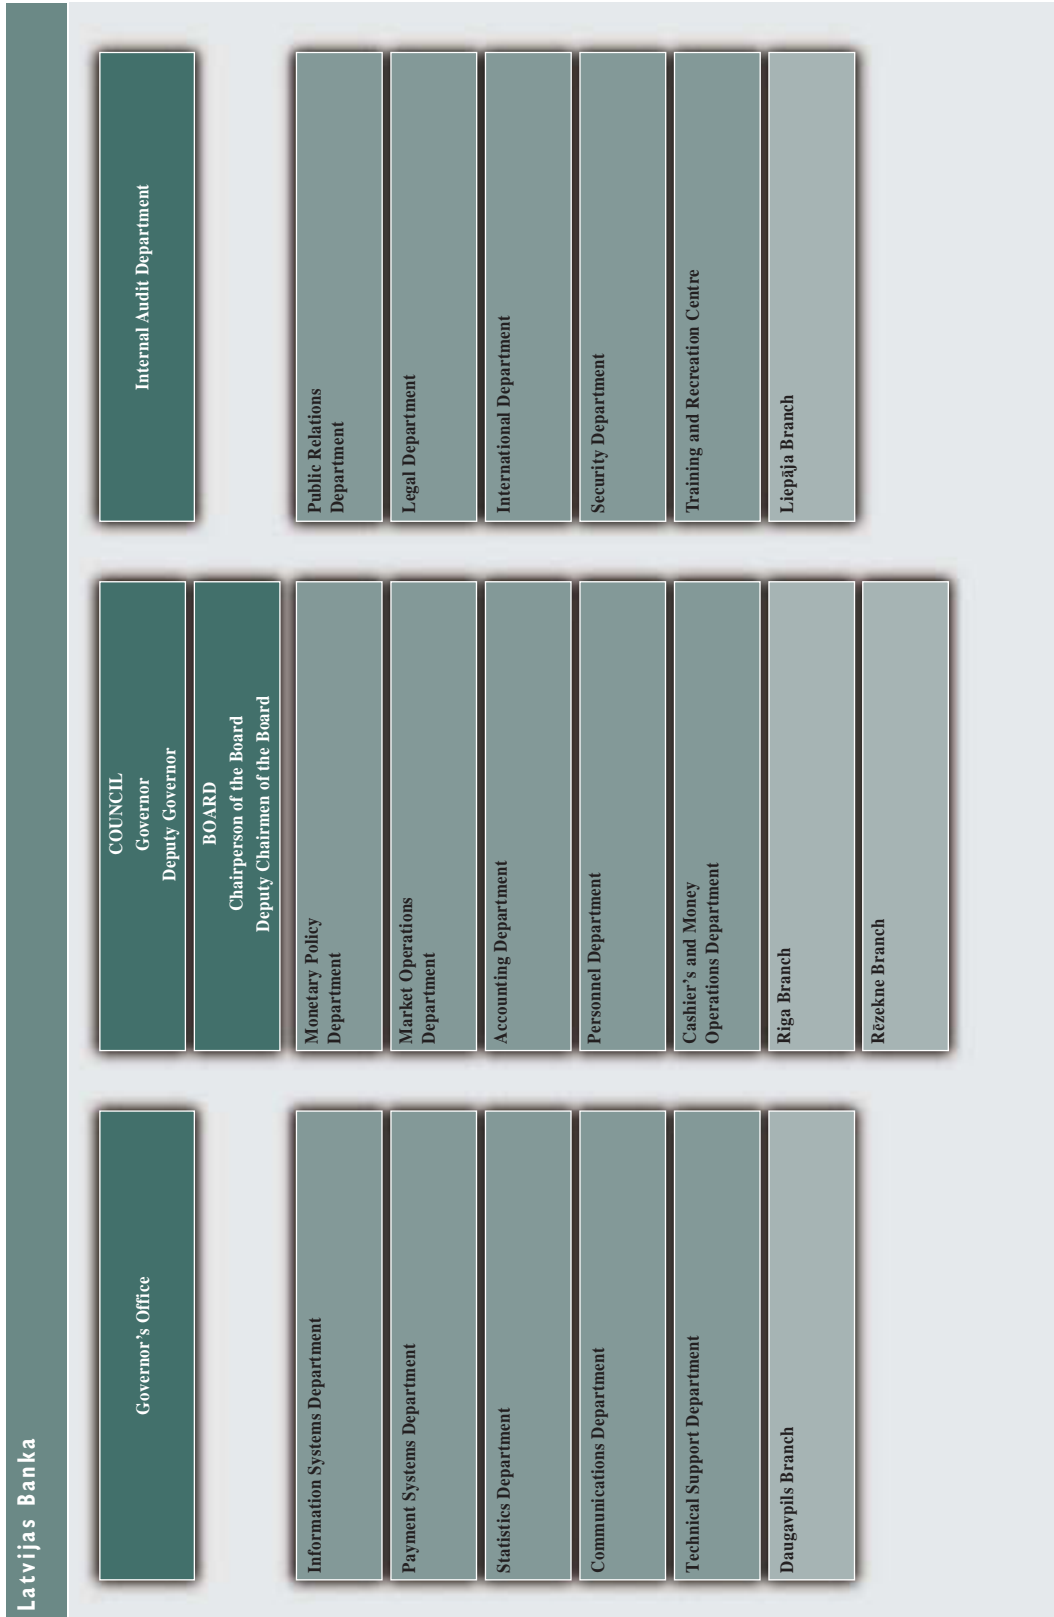 Latvijas Banka
Governor's Office
COUNCIL
Governor
Deputy Governor
Internal Audit Department
BOARD
Chairperson of the Board
Deputy Chairmen of the Board
Information Systems Department
Monetary Policy
Department
Public Relations
Department
Payment Systems Department
Market Operations
Department
Legal Department
Statistics Department
Accounting Department
International Department
Communications Department
Personnel Department
Security Department
Technical Support Department
Cashier's and Money
Operations Department
Training and Recreation Centre
Daugavpils Branch
Riga Branch
Liepāja Branch
Rēzekne Branch